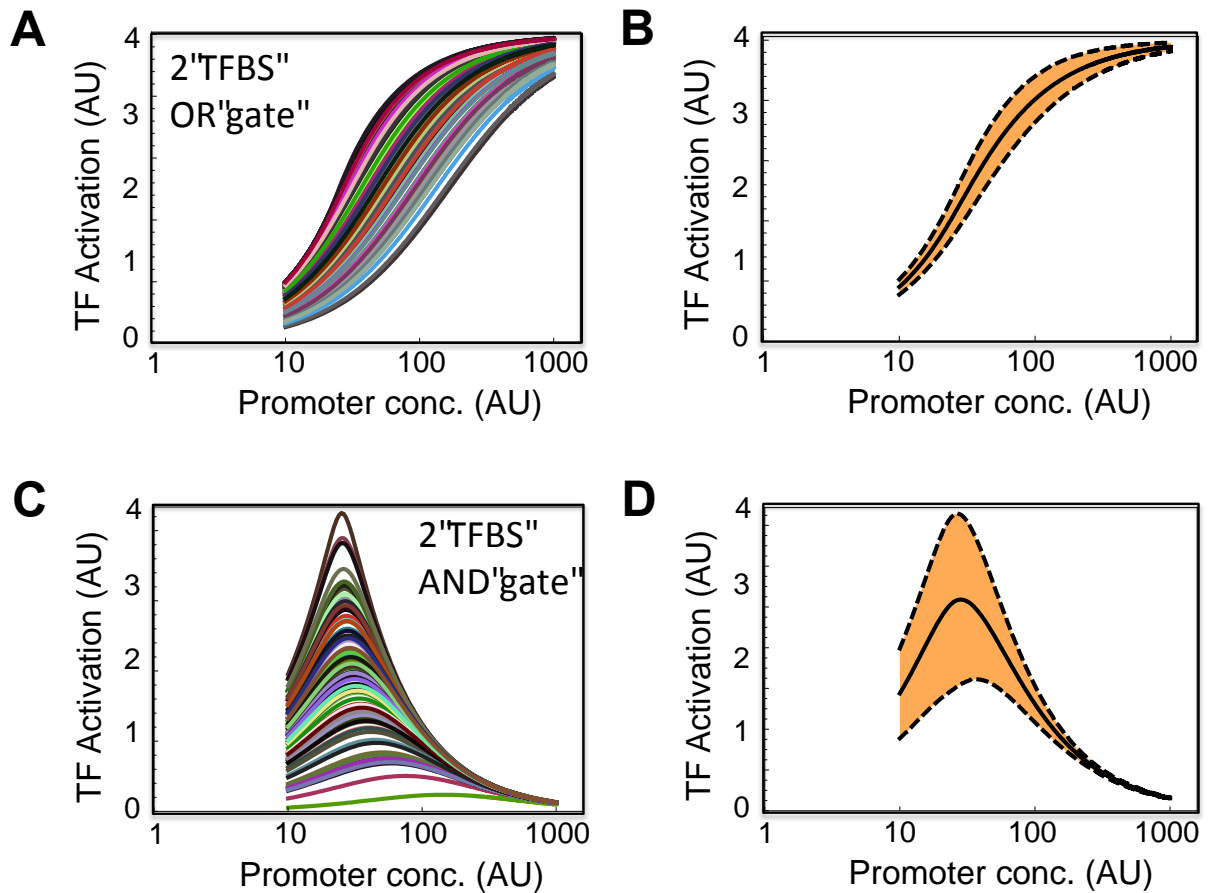 A
TF Activation (AU)
4
3
2
1
0
2"TFBS"
OR"gate"
1
10
100
1000
Promoter conc. (AU)
B
TF Activation (AU)
4
3
2
1
0
1
10
100
1000
Promoter conc. (AU)
C
TF Activation (AU)
4
3
2
1
0
2"TFBS"
AND"gate"
1
10
100
1000
Promoter conc. (AU)
D
TF Activation (AU)
4
3
2
1
0
1
10
100
1000
Promoter conc. (AU)